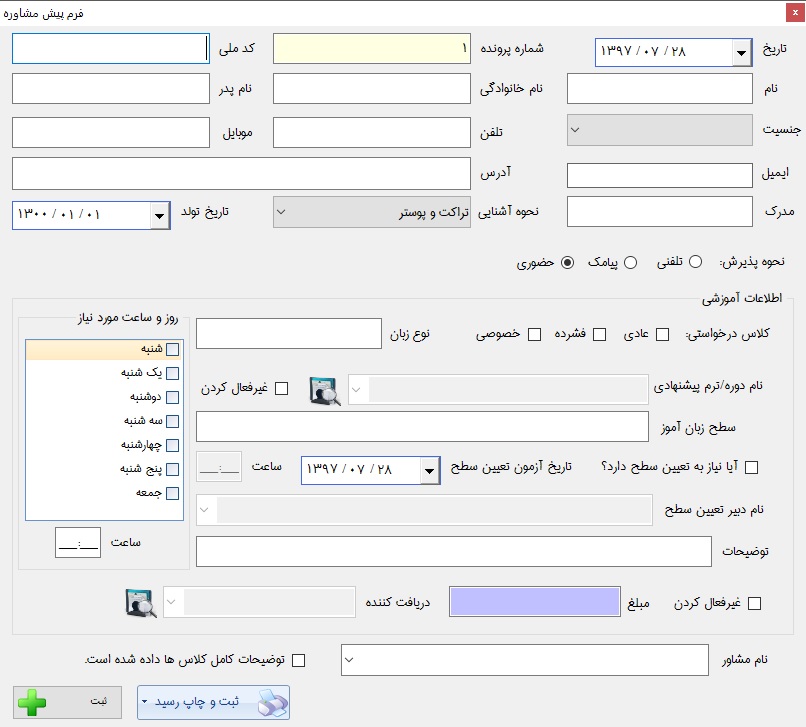 فرم پیش مشاوره
تاریخ ۱۳۹۷ / ۰۷ / ۲۸ شماره پرونده ۱ کد ملی
نام نام خانوادگی نام پدر
جنسیت تلفن موبایل
ایمیل آدرس
مدرک نحوه آشنایی تراکت و پوستر تاریخ تولد ۱۳۰۰ / ۰۱ / ۰۱
نحوه پذیرش: تلفنی پیامک حضوری
اطلاعات آموزشی
کلاس درخواستی: عادی فشرده خصوصی نوع زبان
نام دوره/ترم پیشنهادی غیرفعال کردن
سطح زبان آموز
آیا نیاز به تعیین سطح دارد؟ تاریخ آزمون تعیین سطح ۱۳۹۷ / ۰۷ / ۲۸ ساعت __:__
نام دبیر تعیین سطح
توضیحات
روز و ساعت مورد نیاز
شنبه
یک شنبه
دوشنبه
سه شنبه
چهارشنبه
پنج شنبه
جمعه
ساعت __:__
غیرفعال کردن مبلغ دریافت کننده
نام مشاور توضیحات کامل کلاس ها داده شده است.
ثبت و چاپ رسید ثبت